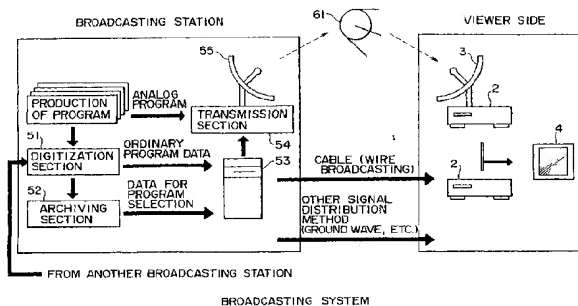 BROADCASTING STATION
61
VIEWER SIDE
55
3
PRODUCTION
OF PROGRAM
ANALOG
PROGRAM
TRANSMISSION
SECTION
2
51
54
4
DIGITIZATION
SECTION
ORDINARY
PROGRAM DATA
53
CABLE (WIRE
BROADCASTING)
2
52
ARCHIVING
SECTION
DATA FOR
PROGRAM
SELECTION
OTHER SIGNAL
DISTRIBUTION
METHOD
(GROUND WAVE, ETC.)
FROM ANOTHER BROADCASTING STATION
BROADCASTING SYSTEM